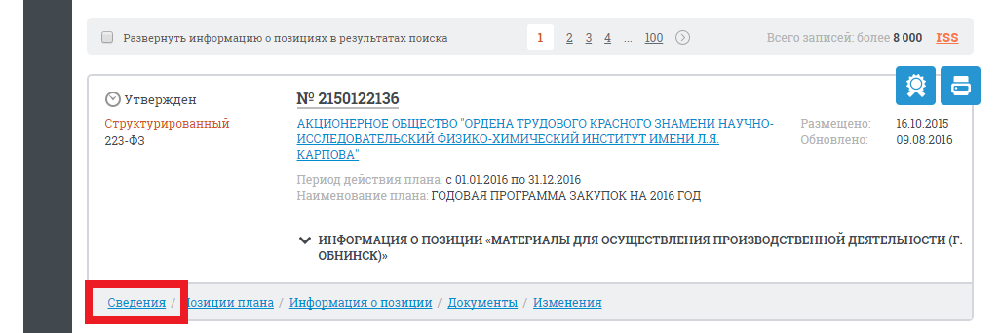 Развернуть информацию о позициях в результатах поиска 1 2 3 4 ... 100 Всего записей: более 8 000 rss
Утвержден
Структурированный
223-ФЗ
№ 2150122136
АКЦИОНЕРНОЕ ОБЩЕСТВО "ОРДЕНА ТРУДОВОГО КРАСНОГО ЗНАМЕНИ НАУЧНО-
ИССЛЕДОВАТЕЛЬСКИЙ ФИЗИКО-ХИМИЧЕСКИЙ ИНСТИТУТ ИМЕНИ Л.Я.
КАРПОВА"
Период действия плана: с 01.01.2016 по 31.12.2016
Наименование плана: ГОДОВАЯ ПРОГРАММА ЗАКУПОК НА 2016 ГОД
Размещено: 16.10.2015
Обновлено: 09.08.2016
ИНФОРМАЦИЯ О ПОЗИЦИИ «МАТЕРИАЛЫ ДЛЯ ОСУЩЕСТВЛЕНИЯ ПРОИЗВОДСТВЕННОЙ ДЕЯТЕЛЬНОСТИ (Г.
ОБНИНСК)»
Сведения / Позиции плана / Информация о позиции / Документы / Изменения